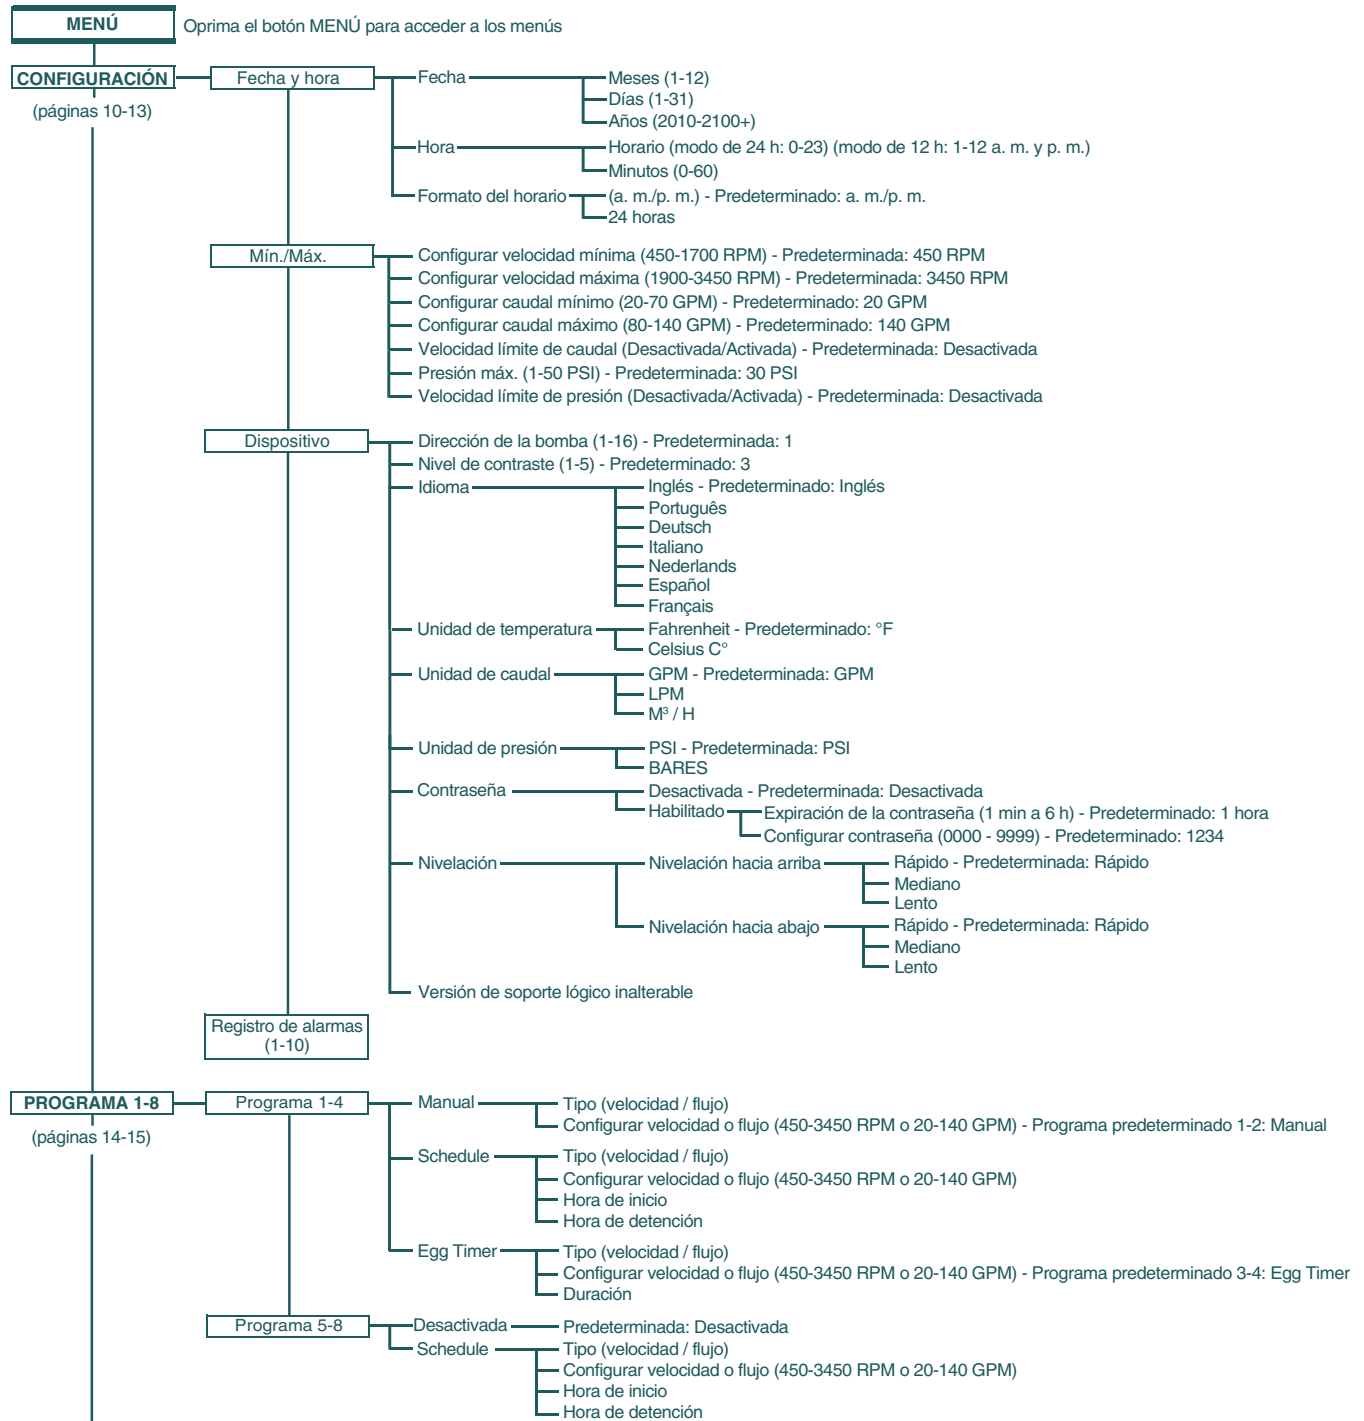 MENÚ
Oprima el botón MENÚ para acceder a los menús
CONFIGURACIÓN
(páginas 10-13)
Fecha y hora
Fecha
Meses (1-12)
Días (1-31)
Años (2010-2100+)
Hora
Horario (modo de 24 h: 0-23) (modo de 12 h: 1-12 a. m. y p. m.)
Minutos (0-60)
Formato del horario
(a. m./p. m.) - Predeterminado: a. m./p. m.
24 horas
Mín./Máx.
Configurar velocidad mínima (450-1700 RPM) - Predeterminada: 450 RPM
Configurar velocidad máxima (1900-3450 RPM) - Predeterminada: 3450 RPM
Configurar caudal mínimo (20-70 GPM) - Predeterminado: 20 GPM
Configurar caudal máximo (80-140 GPM) - Predeterminado: 140 GPM
Velocidad límite de caudal (Desactivada/Activada) - Predeterminada: Desactivada
Presión máx. (1-50 PSI) - Predeterminada: 30 PSI
Velocidad límite de presión (Desactivada/Activada) - Predeterminada: Desactivada
Dispositivo
Dirección de la bomba (1-16) - Predeterminada: 1
Nivel de contraste (1-5) - Predeterminado: 3
Idioma
Inglés - Predeterminado: Inglés
Português
Deutsch
Italiano
Nederlands
Español
Français
Unidad de temperatura
Fahrenheit - Predeterminado: °F
Celsius C°
Unidad de caudal
GPM - Predeterminada: GPM
LPM
M³ / H
Unidad de presión
PSI - Predeterminada: PSI
BARES
Contraseña
Desactivada - Predeterminada: Desactivada
Habilitado
Expiración de la contraseña (1 min a 6 h) - Predeterminado: 1 hora
Configurar contraseña (0000 - 9999) - Predeterminado: 1234
Nivelación
Nivelación hacia arriba
Rápido - Predeterminada: Rápido
Mediano
Lento
Nivelación hacia abajo
Rápido - Predeterminada: Rápido
Mediano
Lento
Versión de soporte lógico inalterable
Registro de alarmas
(1-10)
PROGRAMA 1-8
(páginas 14-15)
Programa 1-4
Manual
Tipo (velocidad / flujo)
Configurar velocidad o flujo (450-3450 RPM o 20-140 GPM) - Programa predeterminado 1-2: Manual
Schedule
Tipo (velocidad / flujo)
Configurar velocidad o flujo (450-3450 RPM o 20-140 GPM)
Hora de inicio
Hora de detención
Egg Timer
Tipo (velocidad / flujo)
Configurar velocidad o flujo (450-3450 RPM o 20-140 GPM) - Programa predeterminado 3-4: Egg Timer
Duración
Programa 5-8
Desactivada
Predeterminada: Desactivada
Schedule
Tipo (velocidad / flujo)
Configurar velocidad o flujo (450-3450 RPM o 20-140 GPM)
Hora de inicio
Hora de detención